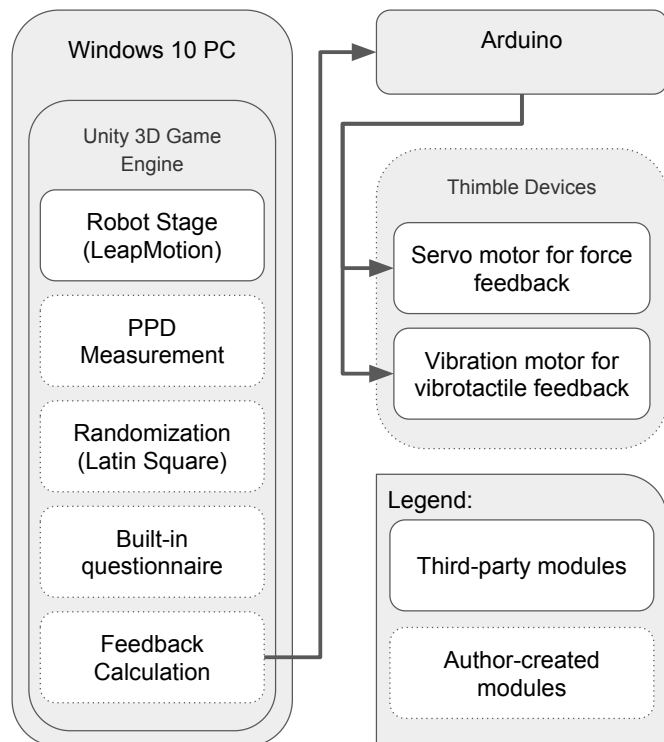 Windows 10 PC
Unity 3D Game
Engine
Robot Stage
(LeapMotion)
PPD
Measurement
Randomization
(Latin Square)
Built-in
questionnaire
Feedback
Calculation
Arduino
Thimble Devices
Servo motor for force
feedback
Vibration motor for
vibrotactile feedback
Legend:
Third-party modules
Author-created
modules